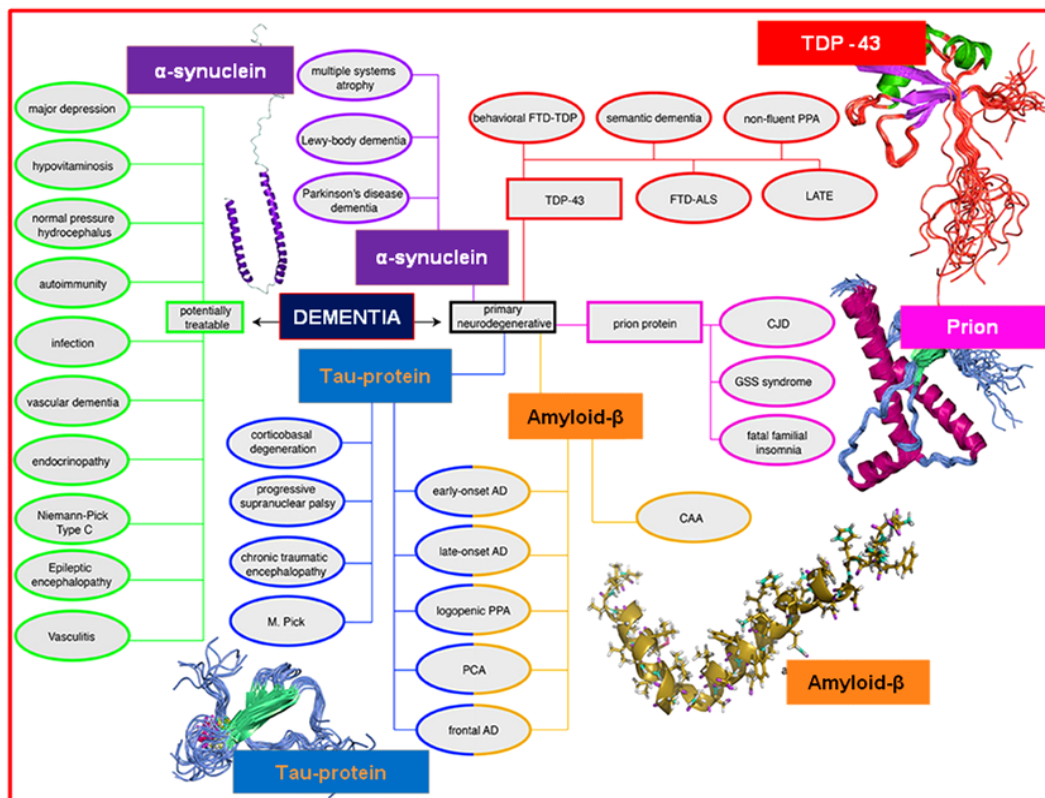 TDP -43
α-synuclein
multiple systems
atrophy
major depression
behavioral FTD-TDP
semantic dementia
non-fluent PPA
Lewy-body dementia
hypovitaminosis
Parkinson's disease
dementia
TDP-43
FTD-ALS
LATE
normal pressure
hydrocephalus
α-synuclein
autoimmunity
potentially
treatable
DEMENTIA
primary
neurodegenerative
prion protein
CJD
Prion
infection
Tau-protein
GSS syndrome
vascular dementia
Amyloid-β
corticobasal
degeneration
fatal familial
insomnia
endocrinopathy
progressive
supranuclear palsy
early-onset AD
CAA
Niemann-Pick
Type C
chronic traumatic
encephalopathy
late-onset AD
Epileptic
encephalopathy
logopenic PPA
M. Pick
Vasculitis
PCA
a
Amyloid-β
frontal AD
Tau-protein